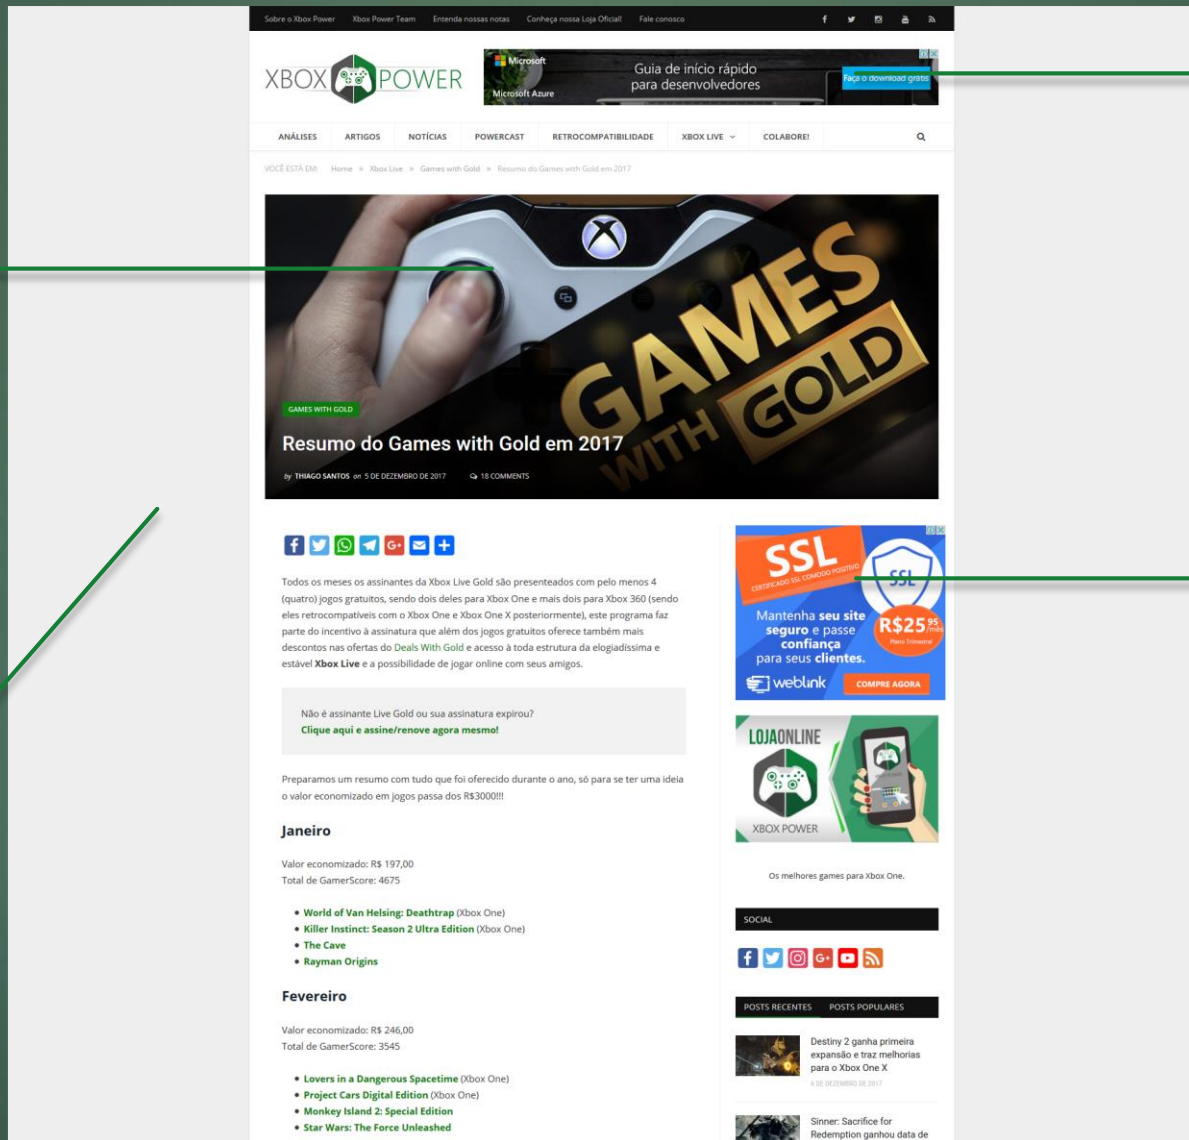 Sobre o Xbox Power Xbox Power Team Entenda nossas notas Conheça nossa Loja Oficial! Fale conosco
XBOX POWER
Microsoft
Microsoft Azure
Guia de início rápido
para desenvolvedores
Faça o download grátis
ANÁLISES ARTIGOS NOTÍCIAS POWERCAST RETROCOMPATIBILIDADE XBOX LIVE COLABORE!
VOCÊ ESTÁ EM: Home » Xbox Live » Games with Gold » Resumo do Games with Gold em 2017
GAMES
WITH GOLD
GAMES WITH GOLD
Resumo do Games with Gold em 2017
by THIAGO SANTOS on 5 DE DEZEMBRO DE 2017 18 COMMENTS
Todos os meses os assinantes da Xbox Live Gold são presenteados com pelo menos 4
(quatro) jogos gratuitos, sendo dois deles para Xbox One e mais dois para Xbox 360 (sendo
eles retrocompatíveis com o Xbox One e Xbox One X posteriormente), este programa faz
parte do incentivo à assinatura que além dos jogos gratuitos oferece também mais
descontos nas ofertas do Deals With Gold e acesso à toda estrutura da elogiadíssima e
estável Xbox Live e a possibilidade de jogar online com seus amigos.
Não é assinante Live Gold ou sua assinatura expirou?
Clique aqui e assine/renove agora mesmo!
Preparamos um resumo com tudo que foi oferecido durante o ano, só para se ter uma ideia
o valor economizado em jogos passa dos R$3000!!!
Janeiro
Valor economizado: R$ 197,00
Total de GamerScore: 4675
• World of Van Helsing: Deathtrap (Xbox One)
• Killer Instinct: Season 2 Ultra Edition (Xbox One)
• The Cave
• Rayman Origins
Fevereiro
Valor economizado: R$ 246,00
Total de GamerScore: 3545
• Lovers in a Dangerous Spacetime (Xbox One)
• Project Cars Digital Edition (Xbox One)
• Monkey Island 2: Special Edition
• Star Wars: The Force Unleashed
SSL
CERTIFICADO SSL COMODO POSITIVO
SSL
Mantenha seu site
seguro e passe
confiança
para seus clientes.
R$25,95/mês
Plano Trimestral
weblink
COMPRE AGORA
LOJAONLINE
XBOX POWER
Os melhores games para Xbox One.
SOCIAL
POSTS RECENTES POSTS POPULARES
Destiny 2 ganha primeira
expansão e traz melhorias
para o Xbox One X
6 DE DEZEMBRO DE 2017
Sinner: Sacrifice for
Redemption ganhou data de